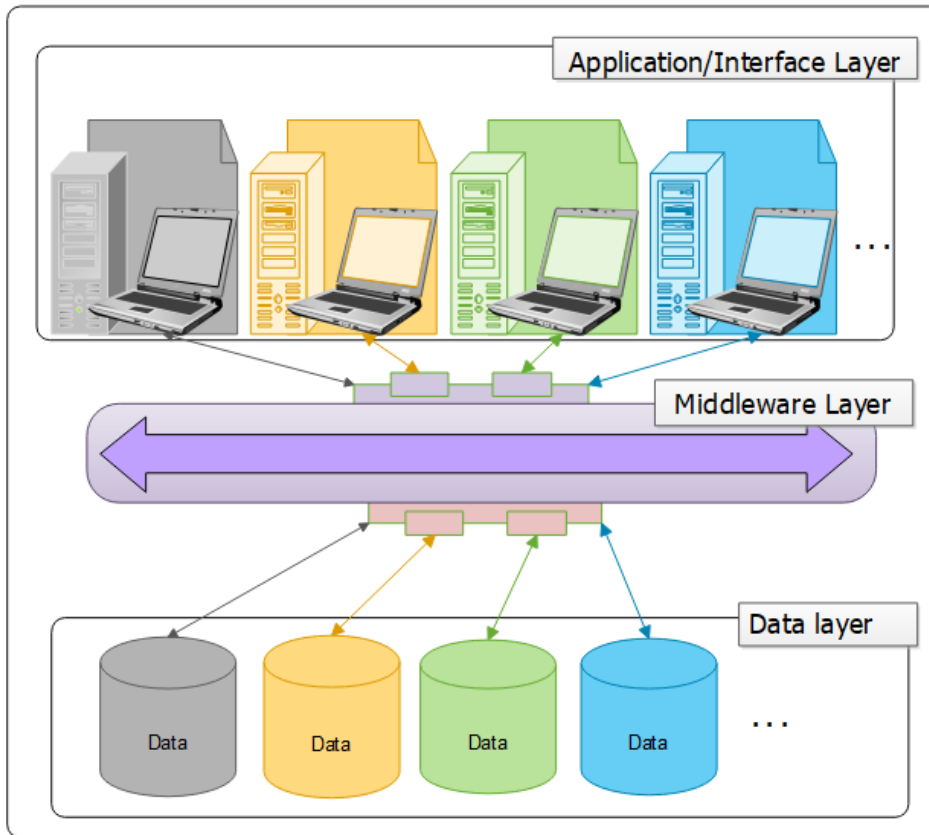 Application/Interface Layer
...
Middleware Layer
Data layer
Data
Data
Data
Data
...